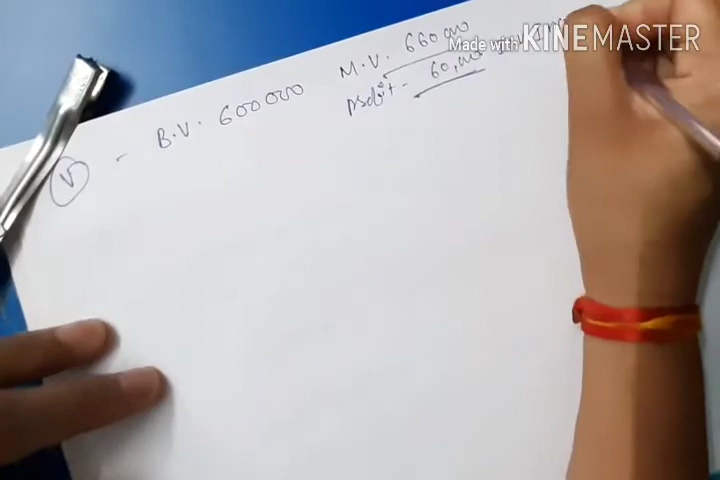 (V) - B.V. 600000 M.V. 660000
profit - 60,000
Made with KINEMASTER